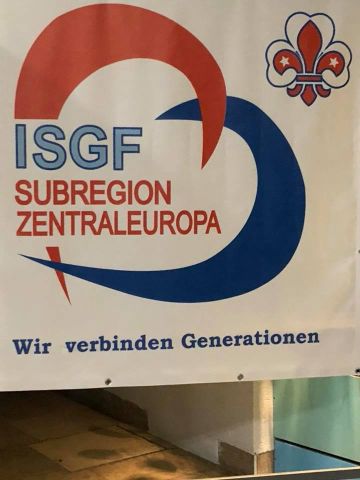 ISGF
SUBREGION
ZENTRALEUROPA
Wir verbinden Generationen